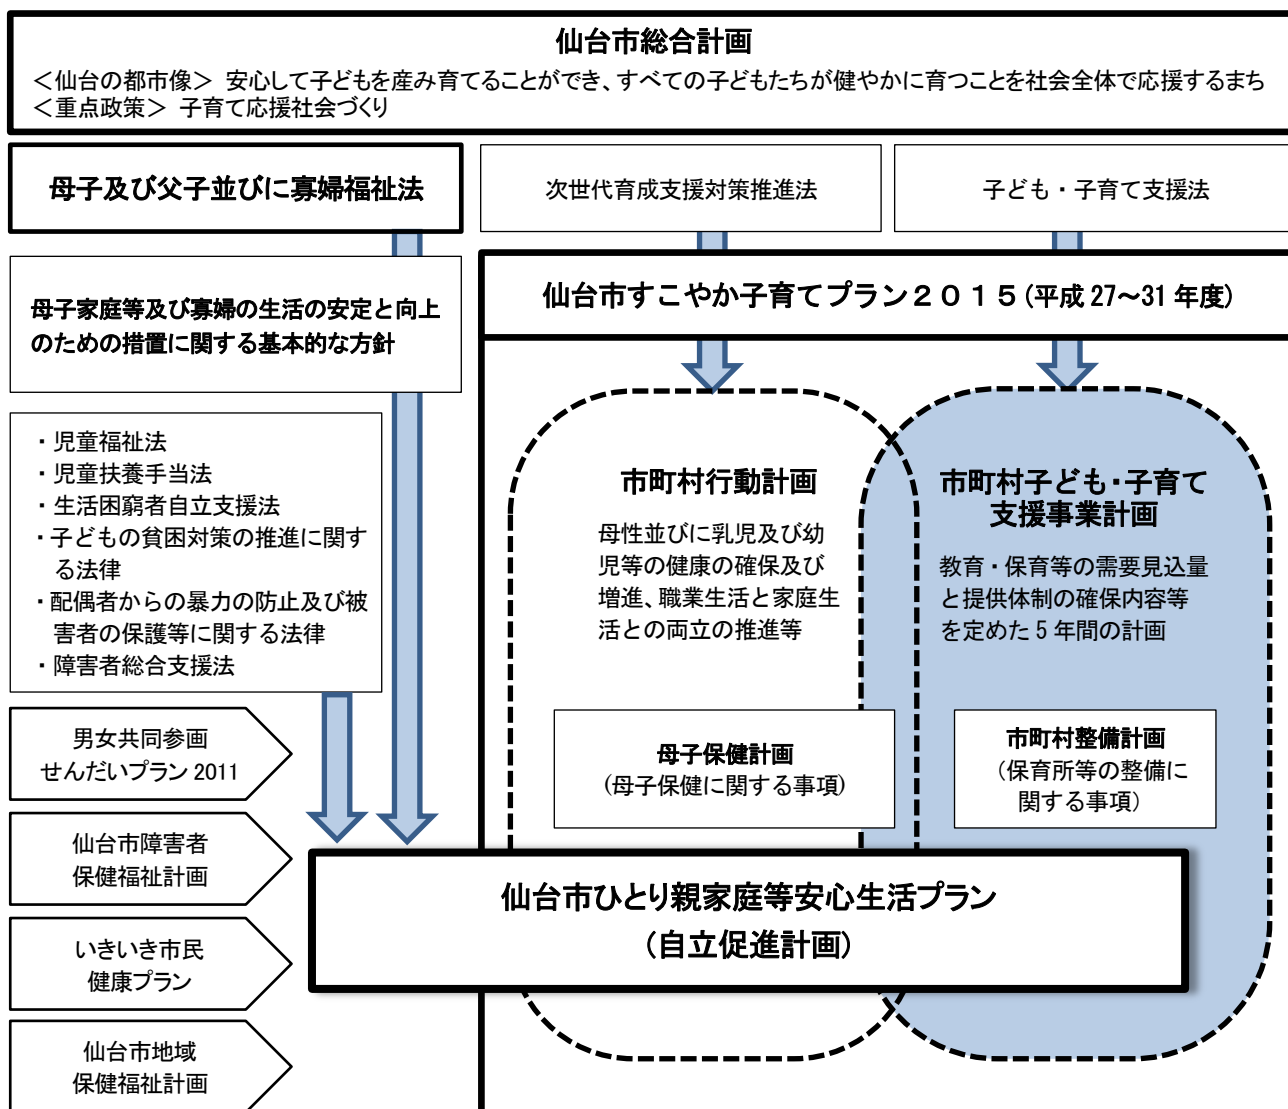 仙台市総合計画
＜仙台の都市像＞ 安心して子どもを産み育てることができ、すべての子どもたちが健やかに育つことを社会全体で応援するまち
＜重点政策＞ 子育て応援社会づくり
母子及び父子並びに寡婦福祉法
次世代育成支援対策推進法
子ども・子育て支援法
母子家庭等及び寡婦の生活の安定と向上
のための措置に関する基本的な方針
仙台市すこやか子育てプラン２０１５(平成 27～31 年度)
・児童福祉法
・児童扶養手当法
・生活困窮者自立支援法
・子どもの貧困対策の推進に関す
る法律
・配偶者からの暴力の防止及び被
害者の保護等に関する法律
・障害者総合支援法
市町村行動計画
母性並びに乳児及び幼
児等の健康の確保及び
増進、職業生活と家庭生
活との両立の推進等
市町村子ども・子育て
支援事業計画
教育・保育等の需要見込量
と提供体制の確保内容等
を定めた 5 年間の計画
母子保健計画
(母子保健に関する事項)
市町村整備計画
（保育所等の整備に
関する事項）
男女共同参画
せんだいプラン 2011
仙台市障害者
保健福祉計画
いきいき市民
健康プラン
仙台市地域
保健福祉計画
仙台市ひとり親家庭等安心生活プラン
（自立促進計画）